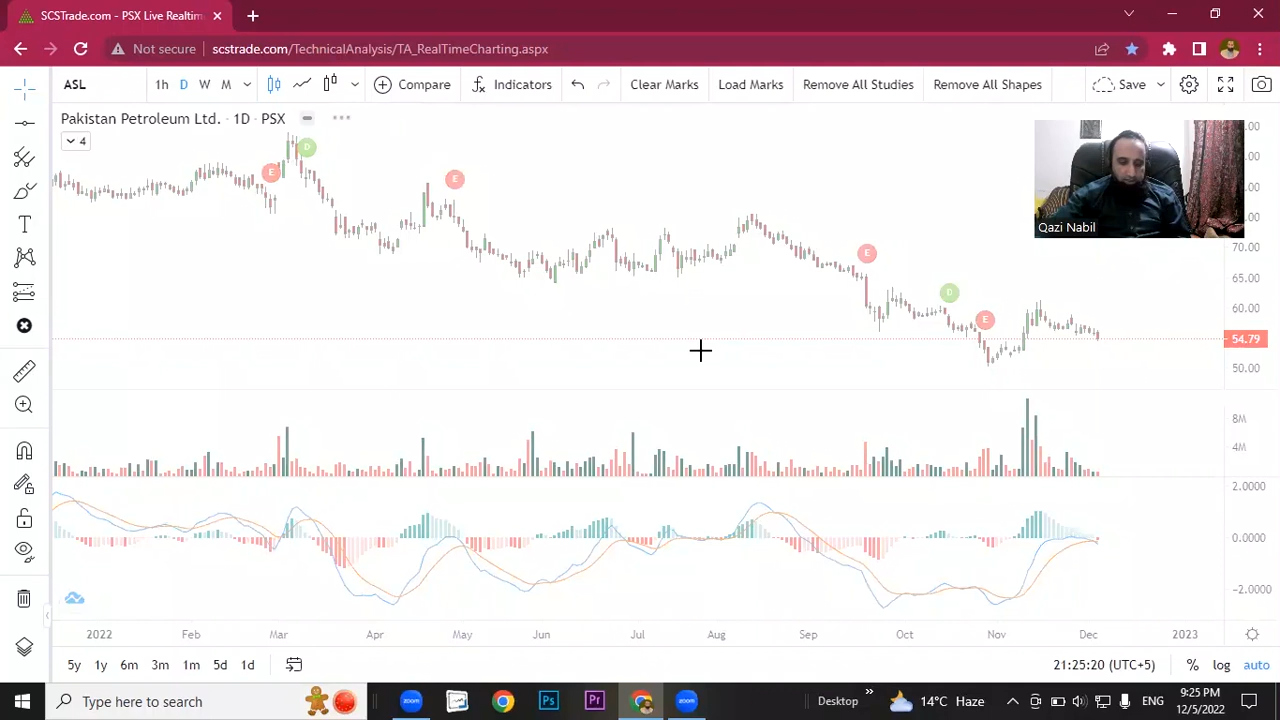 SCSTrade.com - PSX Live Realtim
Not secure
scstrade.com/TechnicalAnalysis/TA_RealTimeCharting.aspx
ASL 1h D W M Compare Indicators Clear Marks Load Marks Remove All Studies Remove All Shapes Save
Pakistan Petroleum Ltd. · 1D · PSX
4
E D E E D E
Qazi Nabil
70.00
65.00
60.00
54.79
50.00
8M
4M
2.0000
0.0000
−2.0000
2022 Feb Mar Apr May Jun Jul Aug Sep Oct Nov Dec 2023
5y 1y 6m 3m 1m 5d 1d 21:25:20 (UTC+5) % log auto
Type here to search
zoom
Ps
Pr
zoom
Desktop
14°C Haze
ENG
9:25 PM
12/5/2022